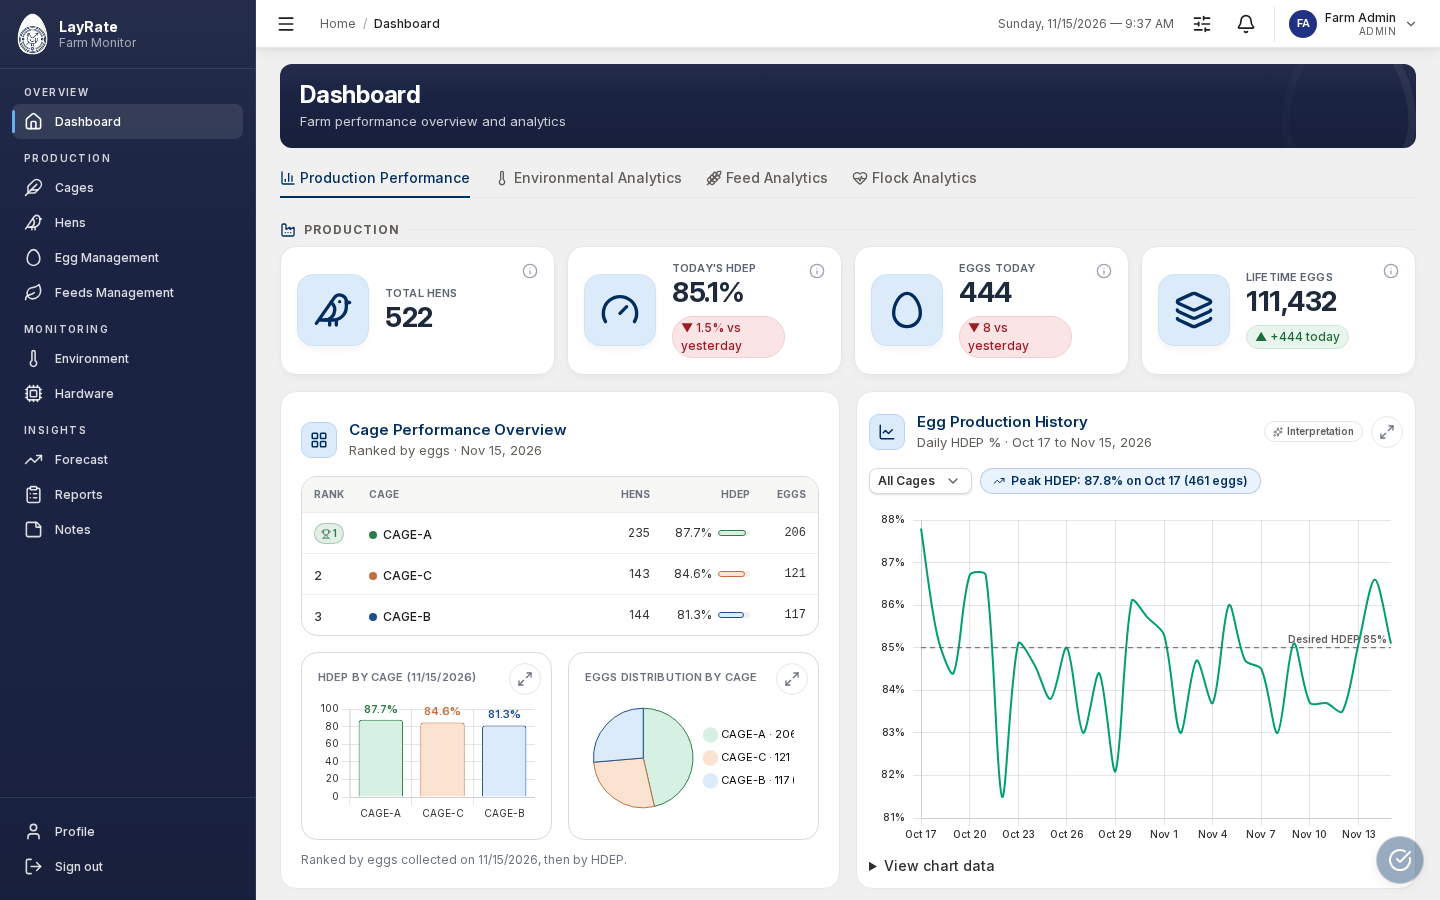 LayRate
Farm Monitor
OVERVIEW
Dashboard
PRODUCTION
Cages
Hens
Egg Management
Feeds Management
MONITORING
Environment
Hardware
INSIGHTS
Forecast
Reports
Notes
Profile
Sign out
Home / Dashboard
Sunday, 11/15/2026 — 9:37 AM
FA
Farm Admin
ADMIN
Dashboard
Farm performance overview and analytics
Production Performance
Environmental Analytics
Feed Analytics
Flock Analytics
PRODUCTION
TOTAL HENS
522
TODAY'S HDEP
85.1%
▼ 1.5% vs
yesterday
EGGS TODAY
444
▼ 8 vs
yesterday
LIFETIME EGGS
111,432
▲ +444 today
Cage Performance Overview
Ranked by eggs · Nov 15, 2026
RANK CAGE HENS HDEP EGGS
1 CAGE-A 235 87.7% 206
2 CAGE-C 143 84.6% 121
3 CAGE-B 144 81.3% 117
HDEP BY CAGE (11/15/2026)
100
80
60
40
20
0
87.7%
84.6%
81.3%
CAGE-A CAGE-C CAGE-B
EGGS DISTRIBUTION BY CAGE
CAGE-A · 206
CAGE-C · 121
CAGE-B · 117 (
Ranked by eggs collected on 11/15/2026, then by HDEP.
Egg Production History
Daily HDEP % · Oct 17 to Nov 15, 2026
Interpretation
All Cages
Peak HDEP: 87.8% on Oct 17 (461 eggs)
88%
87%
86%
85%
84%
83%
82%
81%
Desired HDEP 85%
Oct 17 Oct 20 Oct 23 Oct 26 Oct 29 Nov 1 Nov 4 Nov 7 Nov 10 Nov 13
▶ View chart data